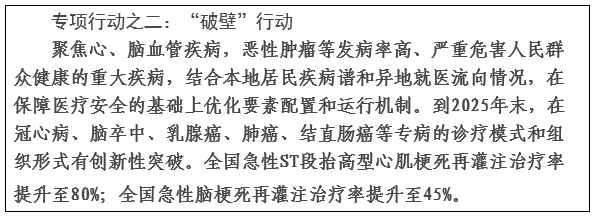 专项行动之二：“破壁”行动
聚焦心、脑血管疾病，恶性肿瘤等发病率高、严重危害人民群
众健康的重大疾病，结合本地居民疾病谱和异地就医流向情况，在
保障医疗安全的基础上优化要素配置和运行机制。到2025年末，在
冠心病、脑卒中、乳腺癌、肺癌、结直肠癌等专病的诊疗模式和组
织形式有创新性突破。全国急性ST段抬高型心肌梗死再灌注治疗率
提升至80%；全国急性脑梗死再灌注治疗率提升至45%。